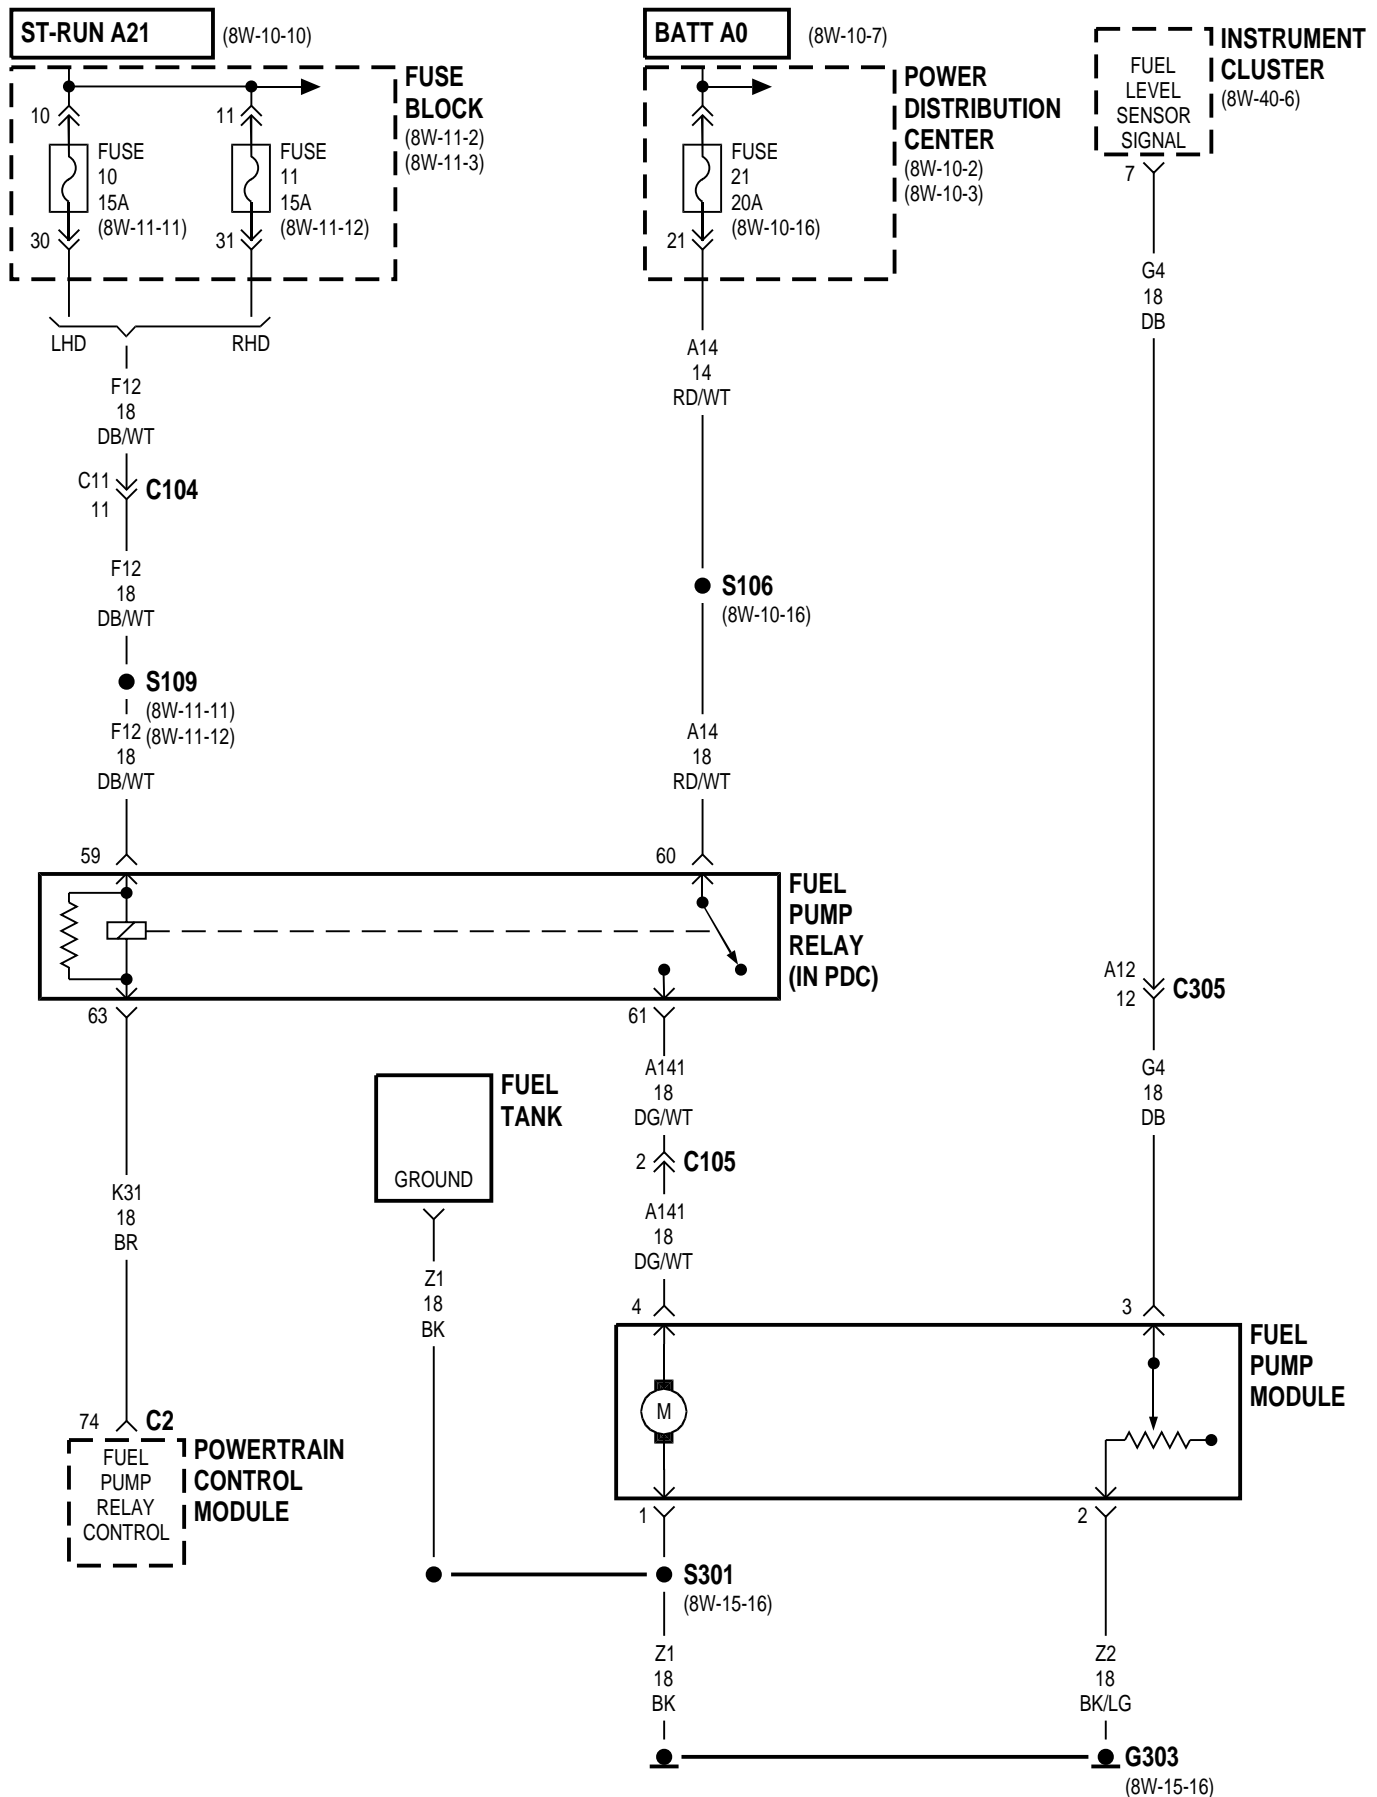 ST-RUN A21
(8W-10-10)
BATT A0
(8W-10-7)
INSTRUMENT
CLUSTER
(8W-40-6)
FUEL
LEVEL
SENSOR
SIGNAL
7
FUSE
BLOCK
(8W-11-2)
(8W-11-3)
10
FUSE
10
15A
(8W-11-11)
30
11
FUSE
11
15A
(8W-11-12)
31
POWER
DISTRIBUTION
CENTER
(8W-10-2)
(8W-10-3)
FUSE
21
20A
(8W-10-16)
21
G4
18
DB
LHD
RHD
F12
18
DB/WT
A14
14
RD/WT
C11
11
C104
F12
18
DB/WT
S106
(8W-10-16)
S109
(8W-11-11)
(8W-11-12)
F12
18
DB/WT
A14
18
RD/WT
59
60
FUEL
PUMP
RELAY
(IN PDC)
63
61
A12
12
C305
A141
18
DG/WT
G4
18
DB
FUEL
TANK
GROUND
2
C105
K31
18
BR
A141
18
DG/WT
Z1
18
BK
4
3
FUEL
PUMP
MODULE
M
74
C2
POWERTRAIN
CONTROL
MODULE
FUEL
PUMP
RELAY
CONTROL
1
2
S301
(8W-15-16)
Z1
18
BK
Z2
18
BK/LG
G303
(8W-15-16)